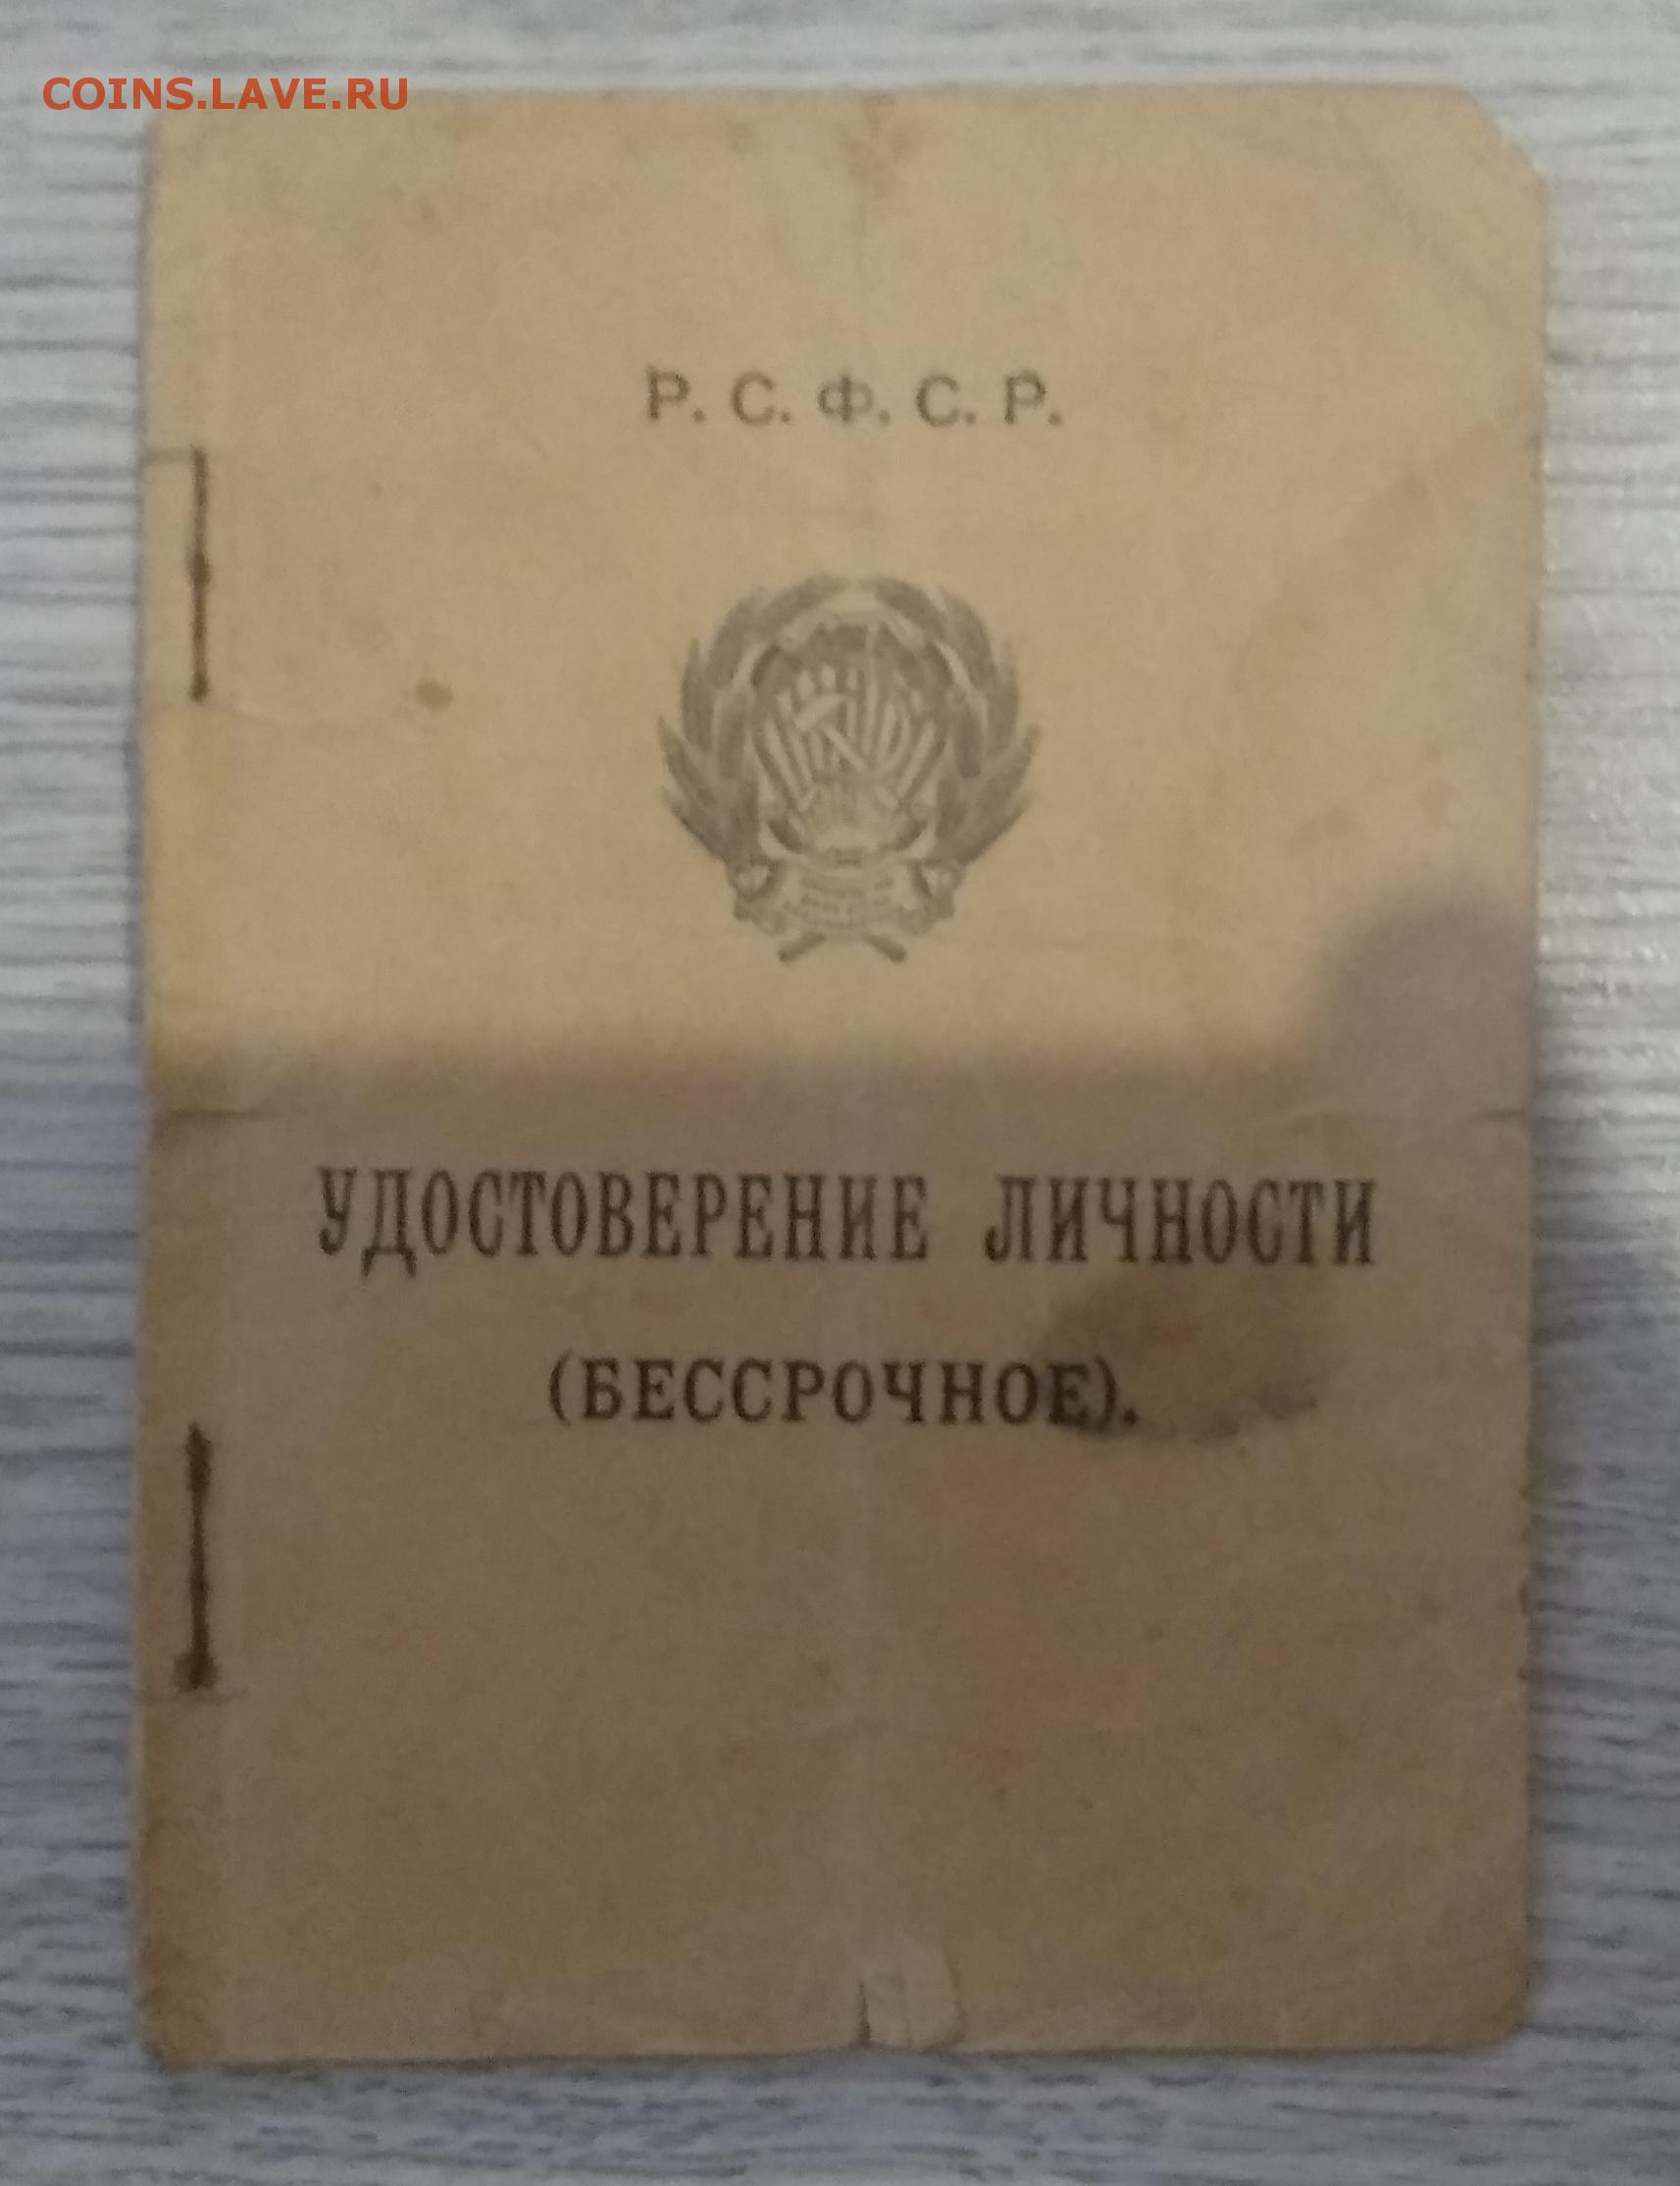 COINS.LAVE.RU
Р. С. Ф. С. Р.
УДОСТОВЕРЕНИЕ ЛИЧНОСТИ
(БЕССРОЧНОЕ).